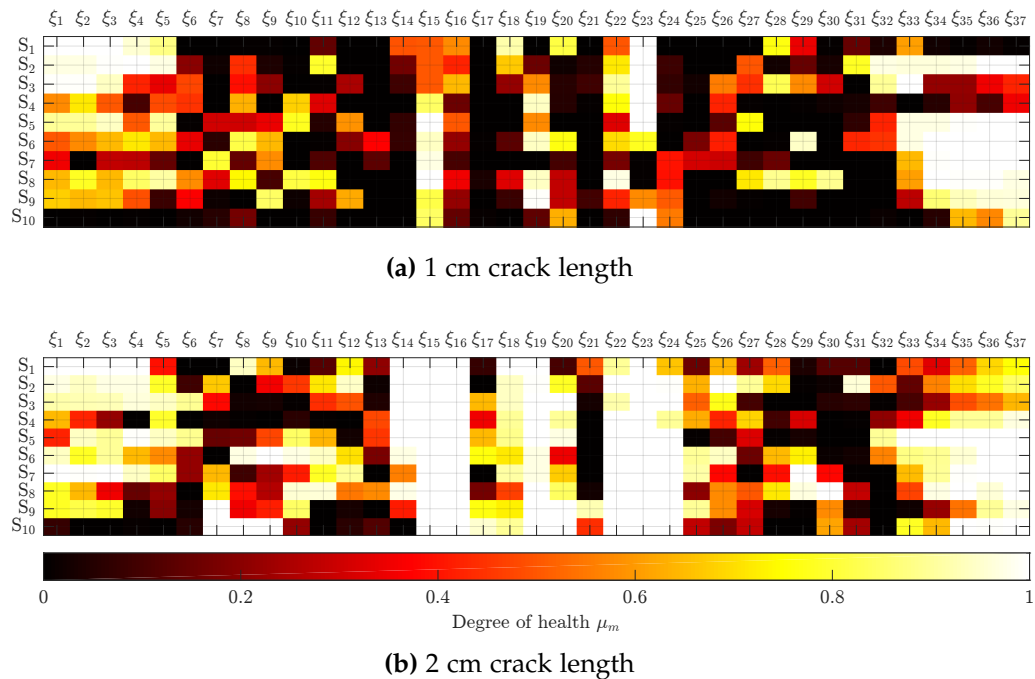 ξ₁ ξ₂ ξ₃ ξ₄ ξ₅ ξ₆ ξ₇ ξ₈ ξ₉ ξ₁₀ ξ₁₁ ξ₁₂ ξ₁₃ ξ₁₄ ξ₁₅ ξ₁₆ ξ₁₇ ξ₁₈ ξ₁₉ ξ₂₀ ξ₂₁ ξ₂₂ ξ₂₃ ξ₂₄ ξ₂₅ ξ₂₆ ξ₂₇ ξ₂₈ ξ₂₉ ξ₃₀ ξ₃₁ ξ₃₂ ξ₃₃ ξ₃₄ ξ₃₅ ξ₃₆ ξ₃₇
S₁
S₂
S₃
S₄
S₅
S₆
S₇
S₈
S₉
S₁₀
(a) 1 cm crack length
ξ₁ ξ₂ ξ₃ ξ₄ ξ₅ ξ₆ ξ₇ ξ₈ ξ₉ ξ₁₀ ξ₁₁ ξ₁₂ ξ₁₃ ξ₁₄ ξ₁₅ ξ₁₆ ξ₁₇ ξ₁₈ ξ₁₉ ξ₂₀ ξ₂₁ ξ₂₂ ξ₂₃ ξ₂₄ ξ₂₅ ξ₂₆ ξ₂₇ ξ₂₈ ξ₂₉ ξ₃₀ ξ₃₁ ξ₃₂ ξ₃₃ ξ₃₄ ξ₃₅ ξ₃₆ ξ₃₇
S₁
S₂
S₃
S₄
S₅
S₆
S₇
S₈
S₉
S₁₀
0 0.2 0.4 0.6 0.8 1
Degree of health μₘ
(b) 2 cm crack length